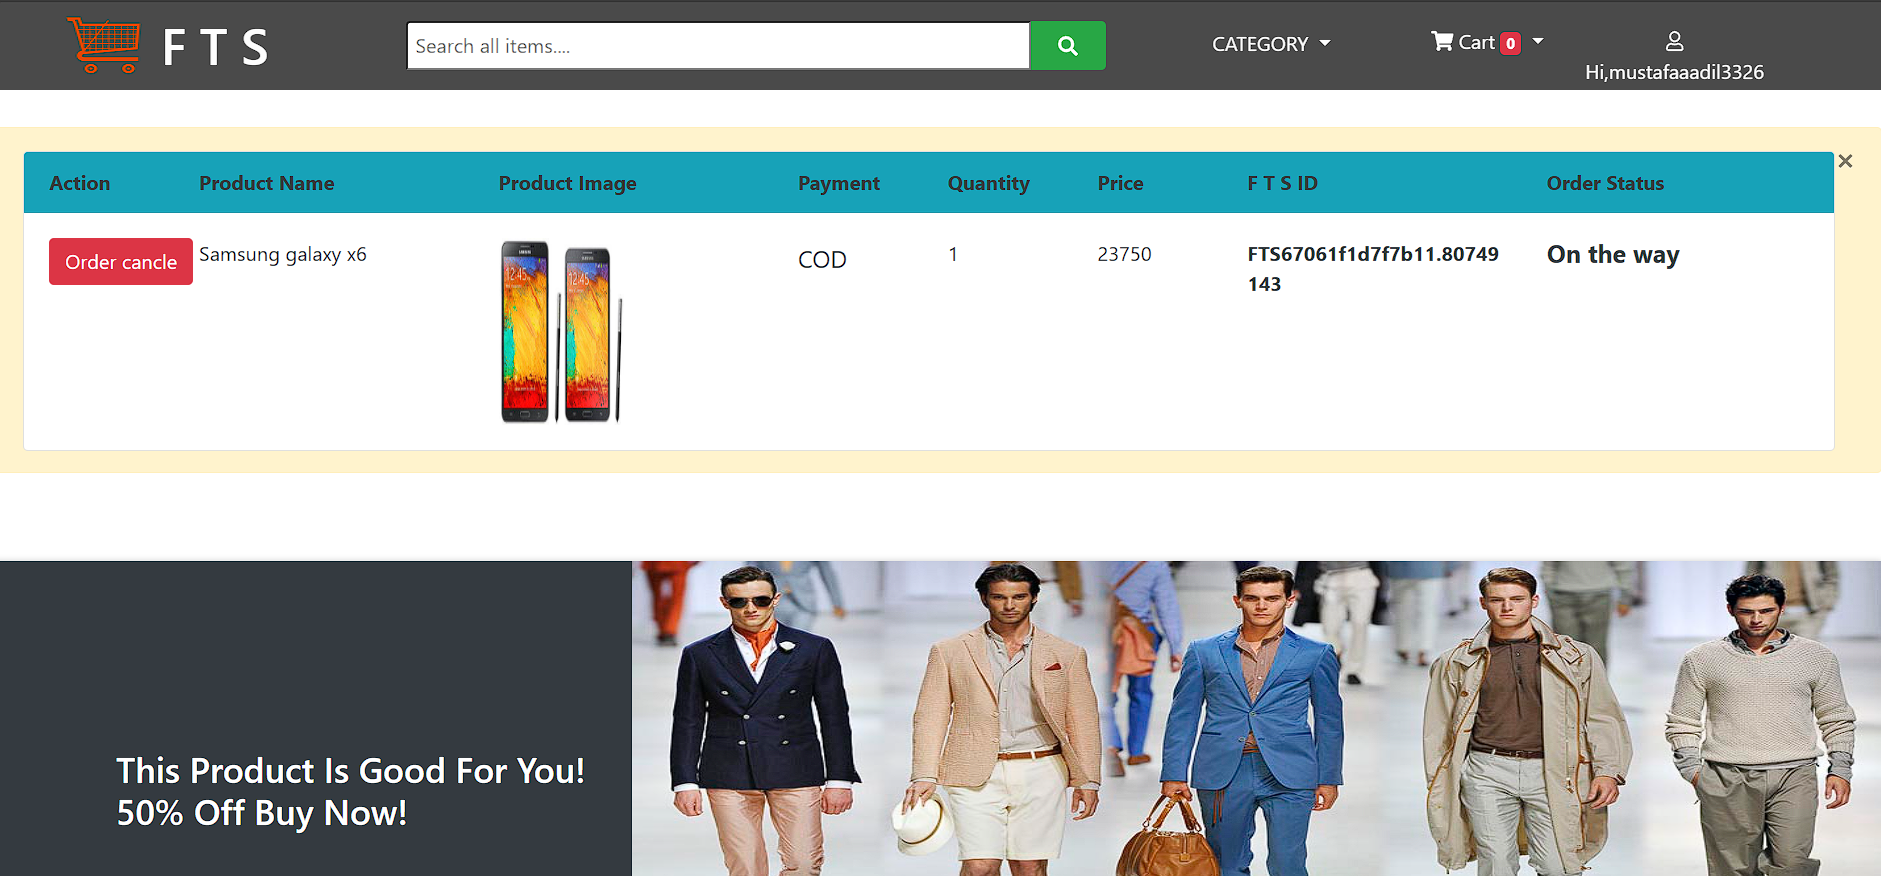 F T S
Search all items....
CATEGORY
Cart 0
Hi,mustafaaadil3326
×
Action Product Name Product Image Payment Quantity Price F T S ID Order Status
Order cancle Samsung galaxy x6 COD 1 23750 FTS67061f1d7f7b11.80749 On the way
143
This Product Is Good For You!
50% Off Buy Now!